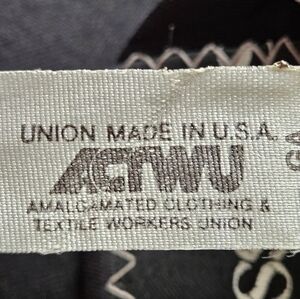 UNION MADE IN U.S.A.
ACTWU
AMALGAMATED CLOTHING &
TEXTILE WORKERS UNION